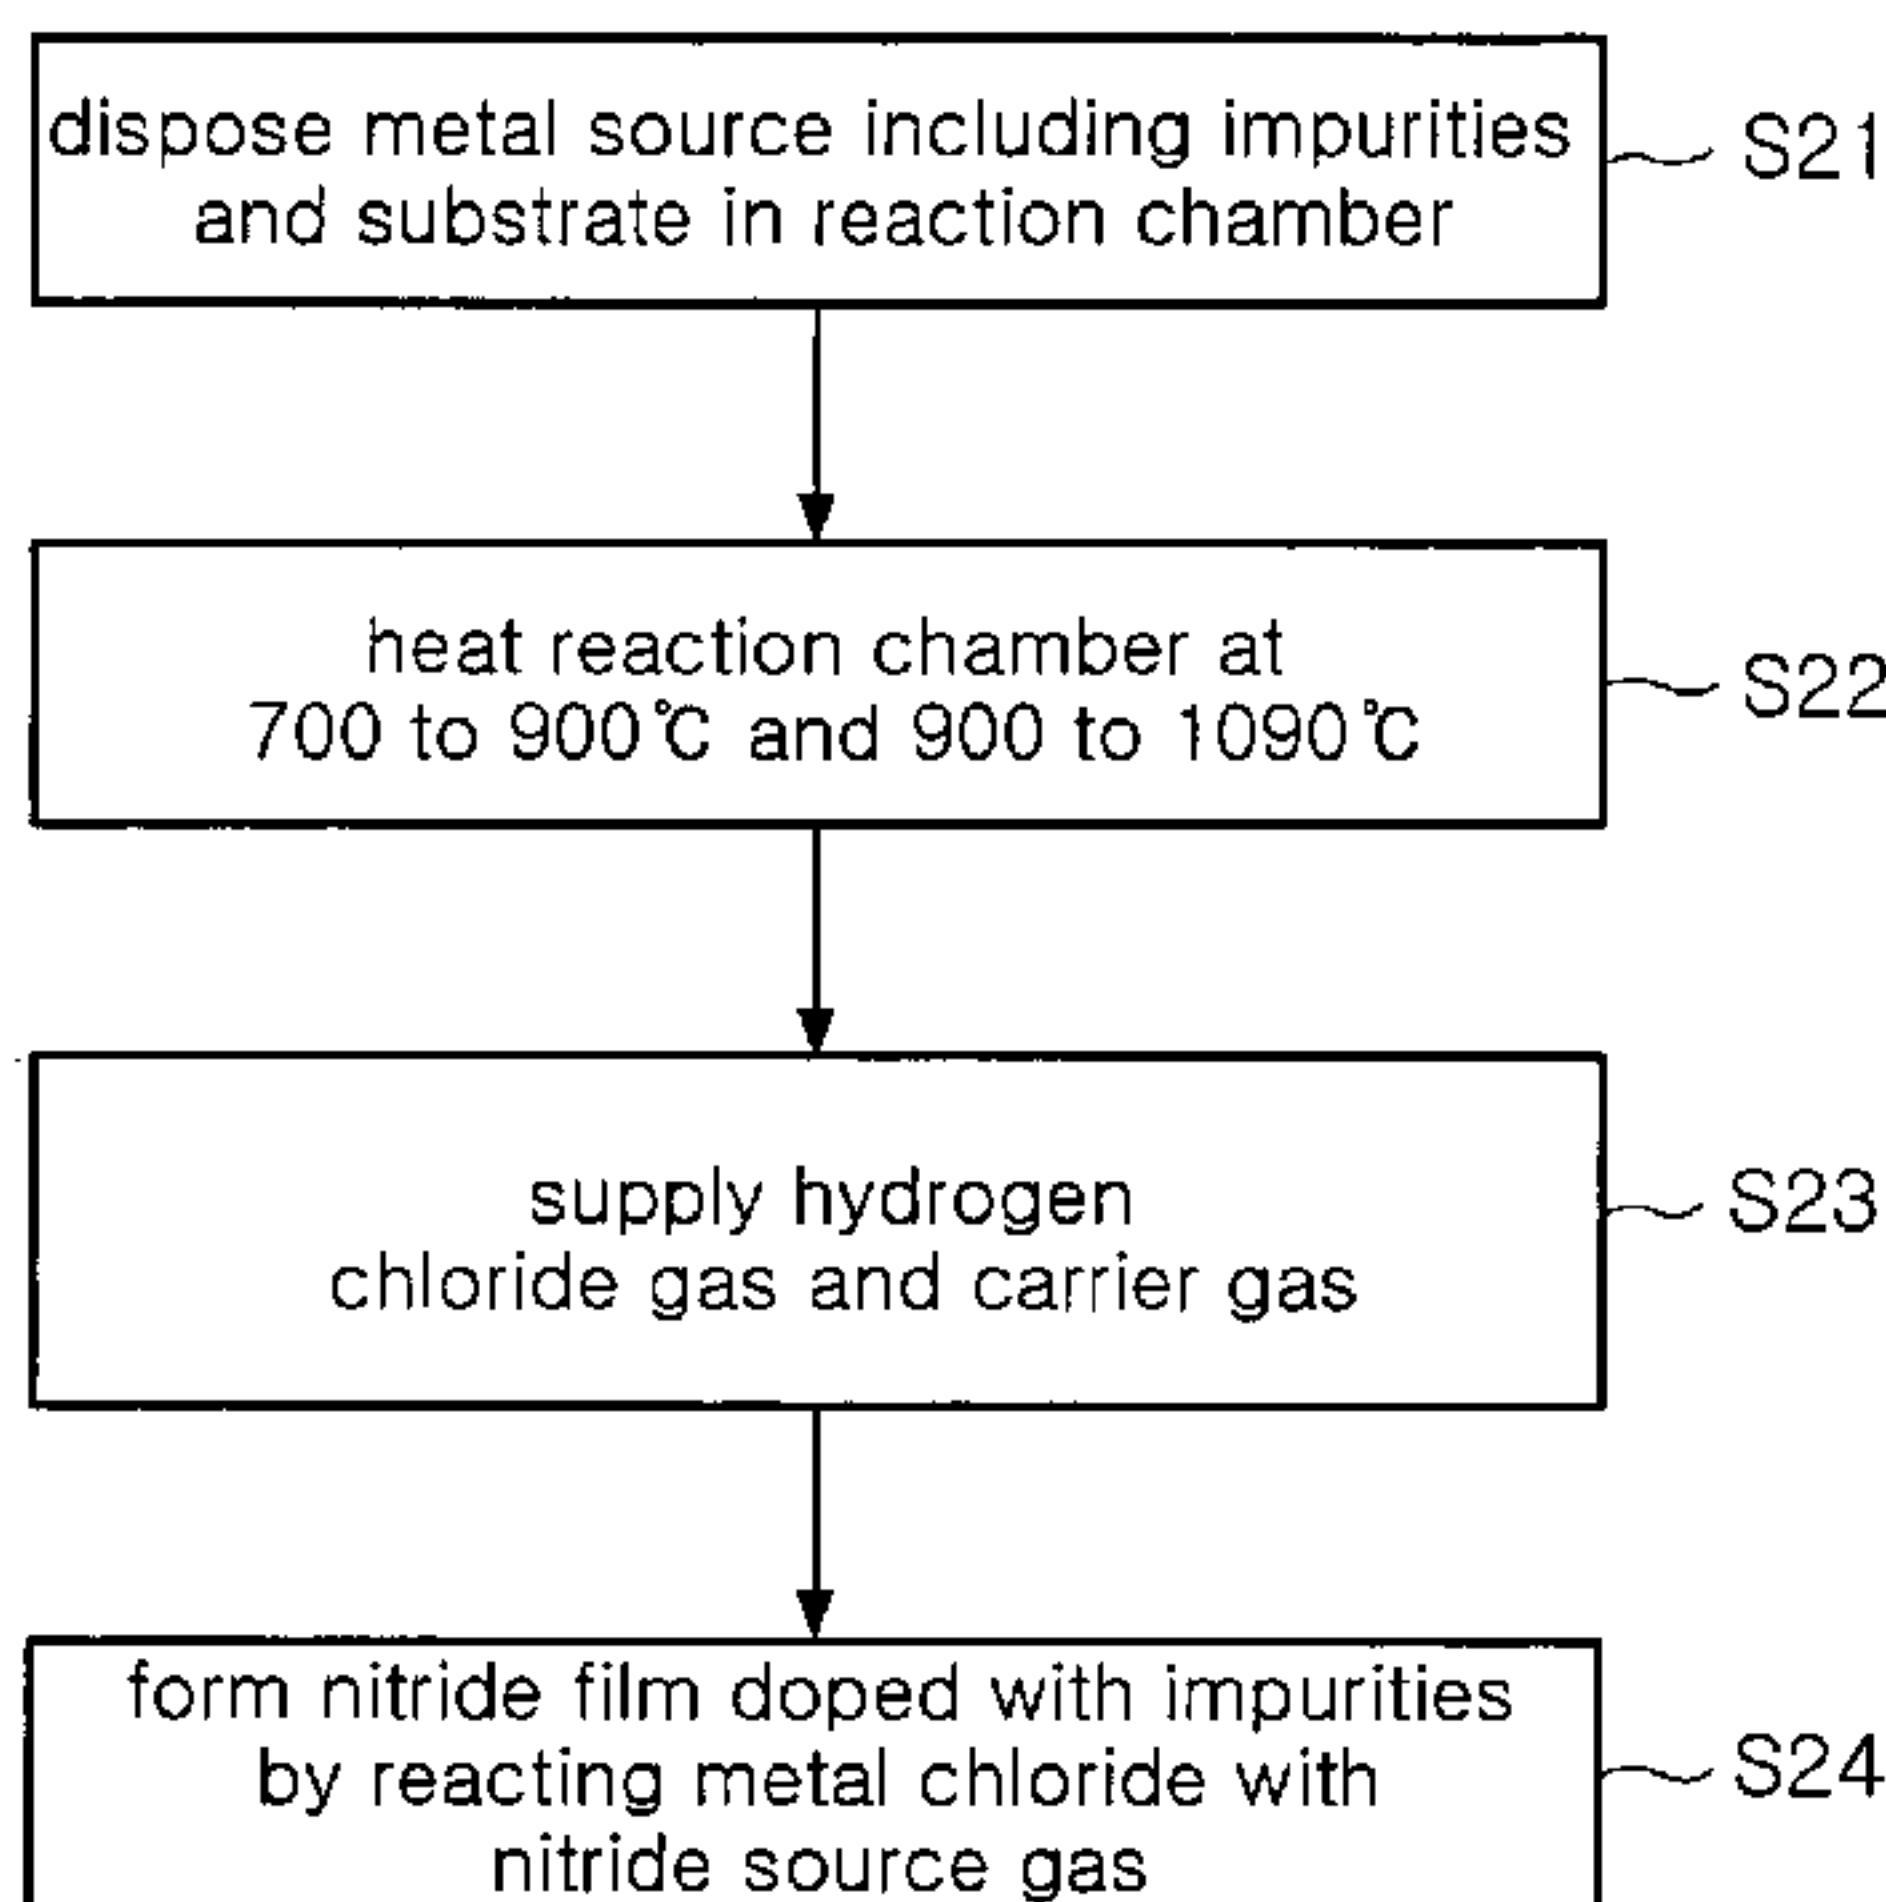 dispose metal source including impurities
and substrate in reaction chamber
S21
heat reaction chamber at
700 to 900℃ and 900 to 1090℃
S22
supply hydrogen
chloride gas and carrier gas
S23
form nitride film doped with impurities
by reacting metal chloride with
nitride source gas
S24